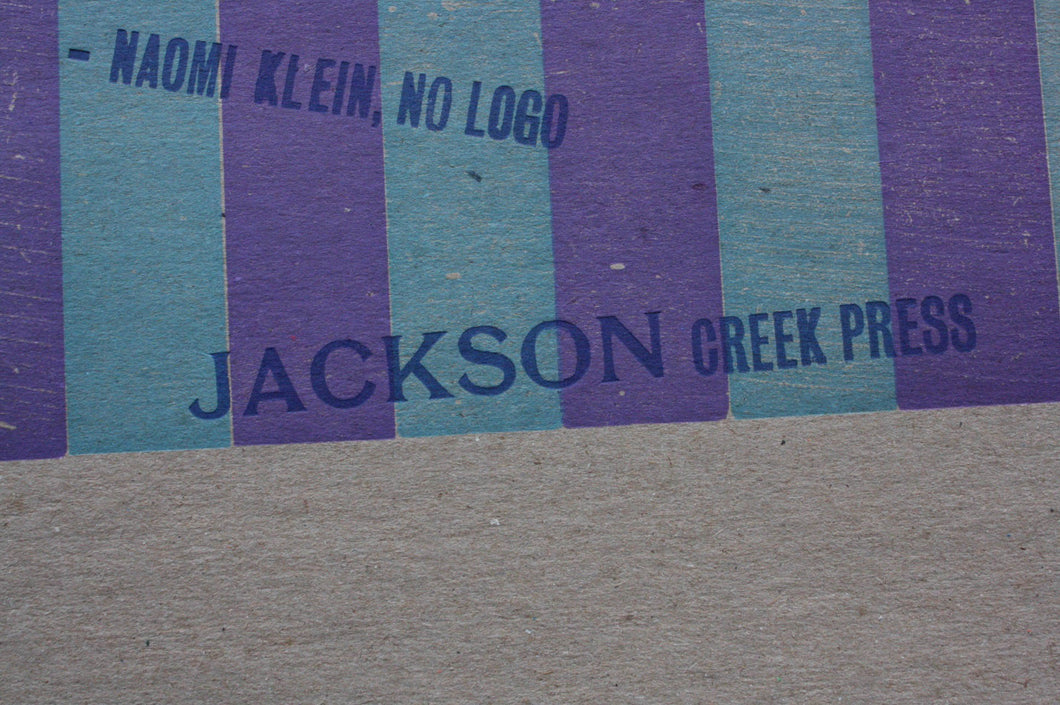 - NAOMI KLEIN, NO LOGO
JACKSON CREEK PRESS